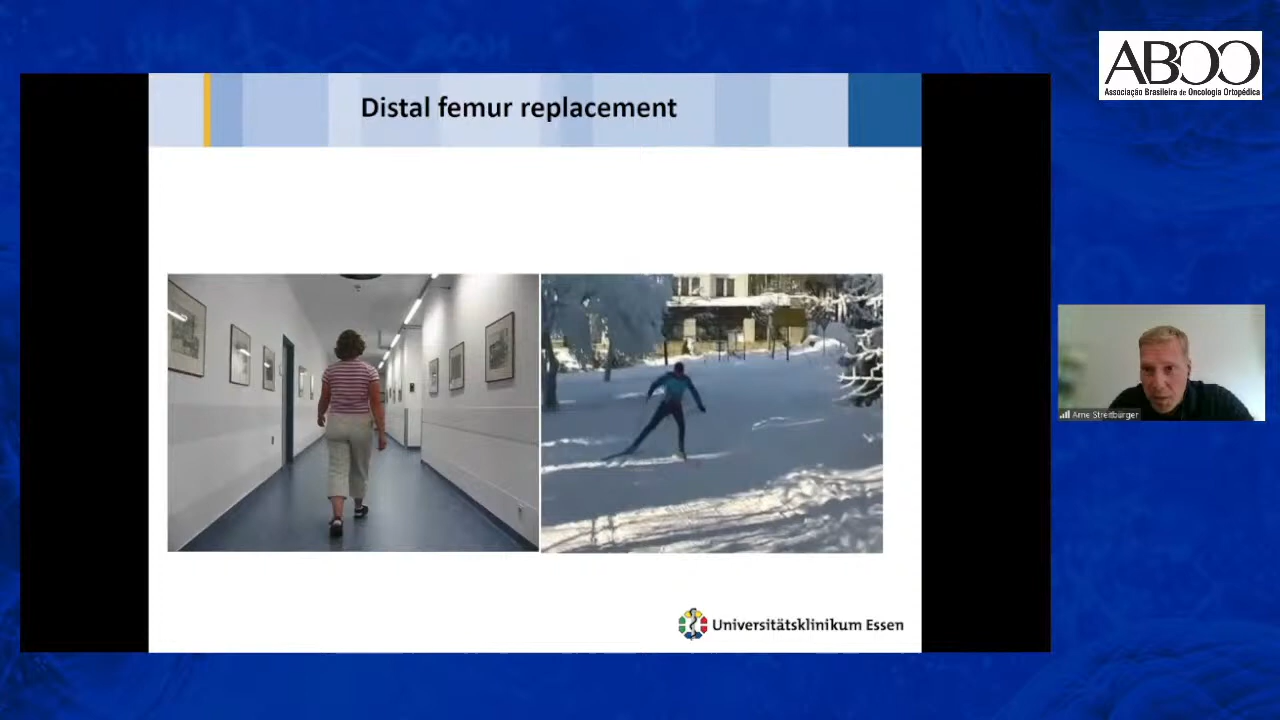 ABOO
Associação Brasileira de Oncologia Ortopédica
Distal femur replacement
Arne Streitbürger
Universitätsklinikum Essen